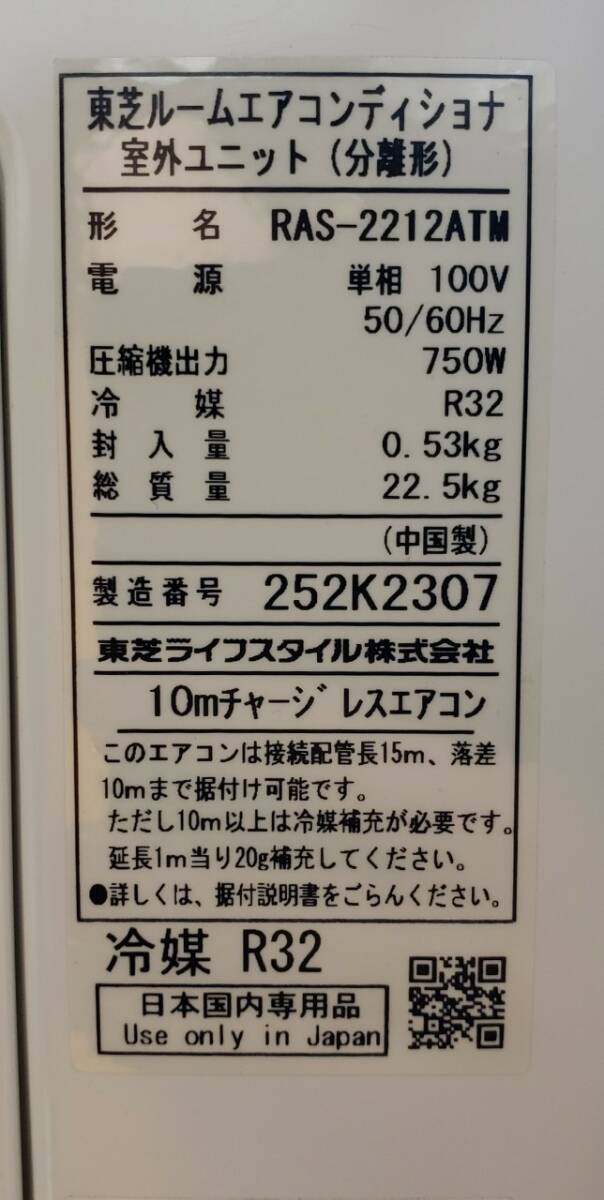 東芝ルームエアコンディショナ
室外ユニット(分離形)
形名 RAS-2212ATM
電源 単相 100V
50/60Hz
圧縮機出力 750W
冷媒 R32
封入量 0.53kg
総質量 22.5kg
(中国製)
製造番号 252K2307
東芝ライフスタイル株式会社
10mチャージレスエアコン
このエアコンは接続配管長15m、落差
10mまで据付け可能です。
ただし10m以上は冷媒補充が必要です。
延長1m当り20g補充してください。
●詳しくは、据付説明書をごらんください。
冷媒 R32
日本国内専用品
Use only in Japan